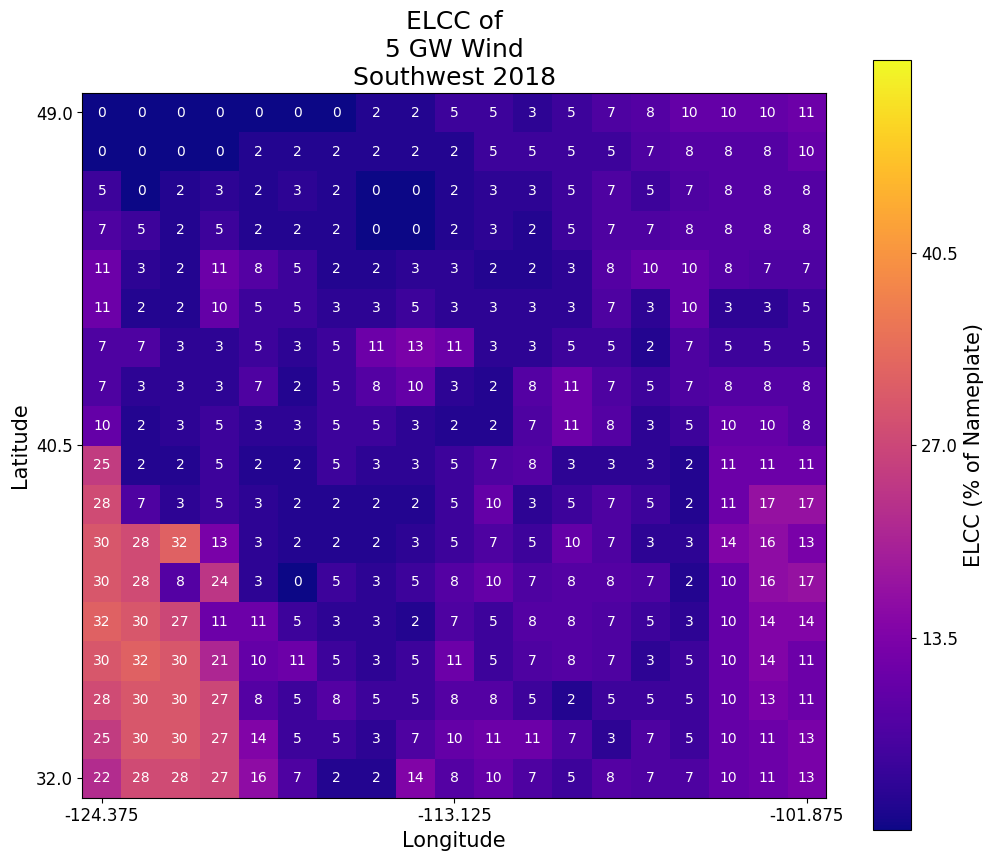 ELCC of
5 GW Wind
Southwest 2018
49.0
0 0 0 0 0 0 0 2 2 5 5 3 5 7 8 10 10 10 11
0 0 0 0 2 2 2 2 2 2 5 5 5 5 7 8 8 8 10
5 0 2 3 2 3 2 0 0 2 3 3 5 7 5 7 8 8 8
7 5 2 5 2 2 2 0 0 2 3 2 5 7 7 8 8 8 8
11 3 2 11 8 5 2 2 3 3 2 2 3 8 10 10 8 7 7
40.5
11 2 2 10 5 5 3 3 5 3 3 3 3 7 3 10 3 3 5
7 7 3 3 5 3 5 11 13 11 3 3 5 5 2 7 5 5 5
7 3 3 3 7 2 5 8 10 3 2 8 11 7 5 7 8 8 8
10 2 3 5 3 3 5 5 3 2 2 7 11 8 3 5 10 10 8
40.5
25 2 2 5 2 2 5 3 3 5 7 8 3 3 3 2 11 11 11
27.0
28 7 3 5 3 2 2 2 2 5 10 3 5 7 5 2 11 17 17
30 28 32 13 3 2 2 2 3 5 7 5 10 7 3 3 14 16 13
30 28 8 24 3 0 5 3 5 8 10 7 8 8 7 2 10 16 17
32 30 27 11 11 5 3 3 2 7 5 8 8 7 5 3 10 14 14
13.5
30 32 30 21 10 11 5 3 5 11 5 7 8 7 3 5 10 14 11
28 30 30 27 8 5 8 5 5 8 8 5 2 5 5 5 10 13 11
25 30 30 27 14 5 5 3 7 10 11 11 7 3 7 5 10 11 13
32.0
22 28 28 27 16 7 2 2 14 8 10 7 5 8 7 7 10 11 13
-124.375
-113.125
-101.875
Longitude
Latitude
ELCC (% of Nameplate)